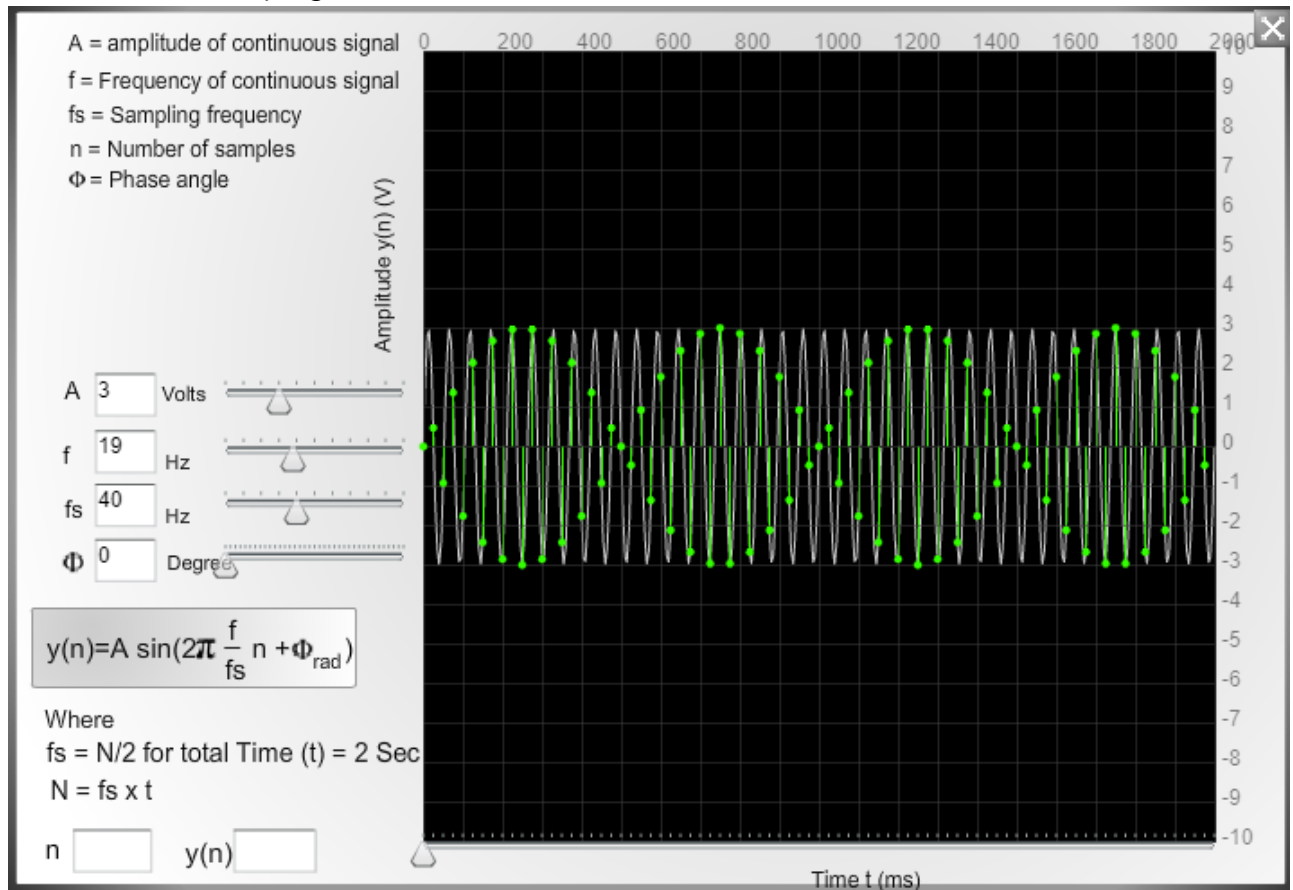 A = amplitude of continuous signal
f = Frequency of continuous signal
fs = Sampling frequency
n = Number of samples
Φ = Phase angle
0 200 400 600 800 1000 1200 1400 1600 1800 2000
10
9
8
7
6
5
4
3
2
1
0
-1
-2
-3
-4
-5
-6
-7
-8
-9
-10
Amplitude y(n) (V)
A 3 Volts
f 19 Hz
fs 40 Hz
Φ 0 Degree
y(n)=A sin(2π f/fs n +Φrad)
Where
fs = N/2 for total Time (t) = 2 Sec
N = fs x t
n y(n)
Time t (ms)